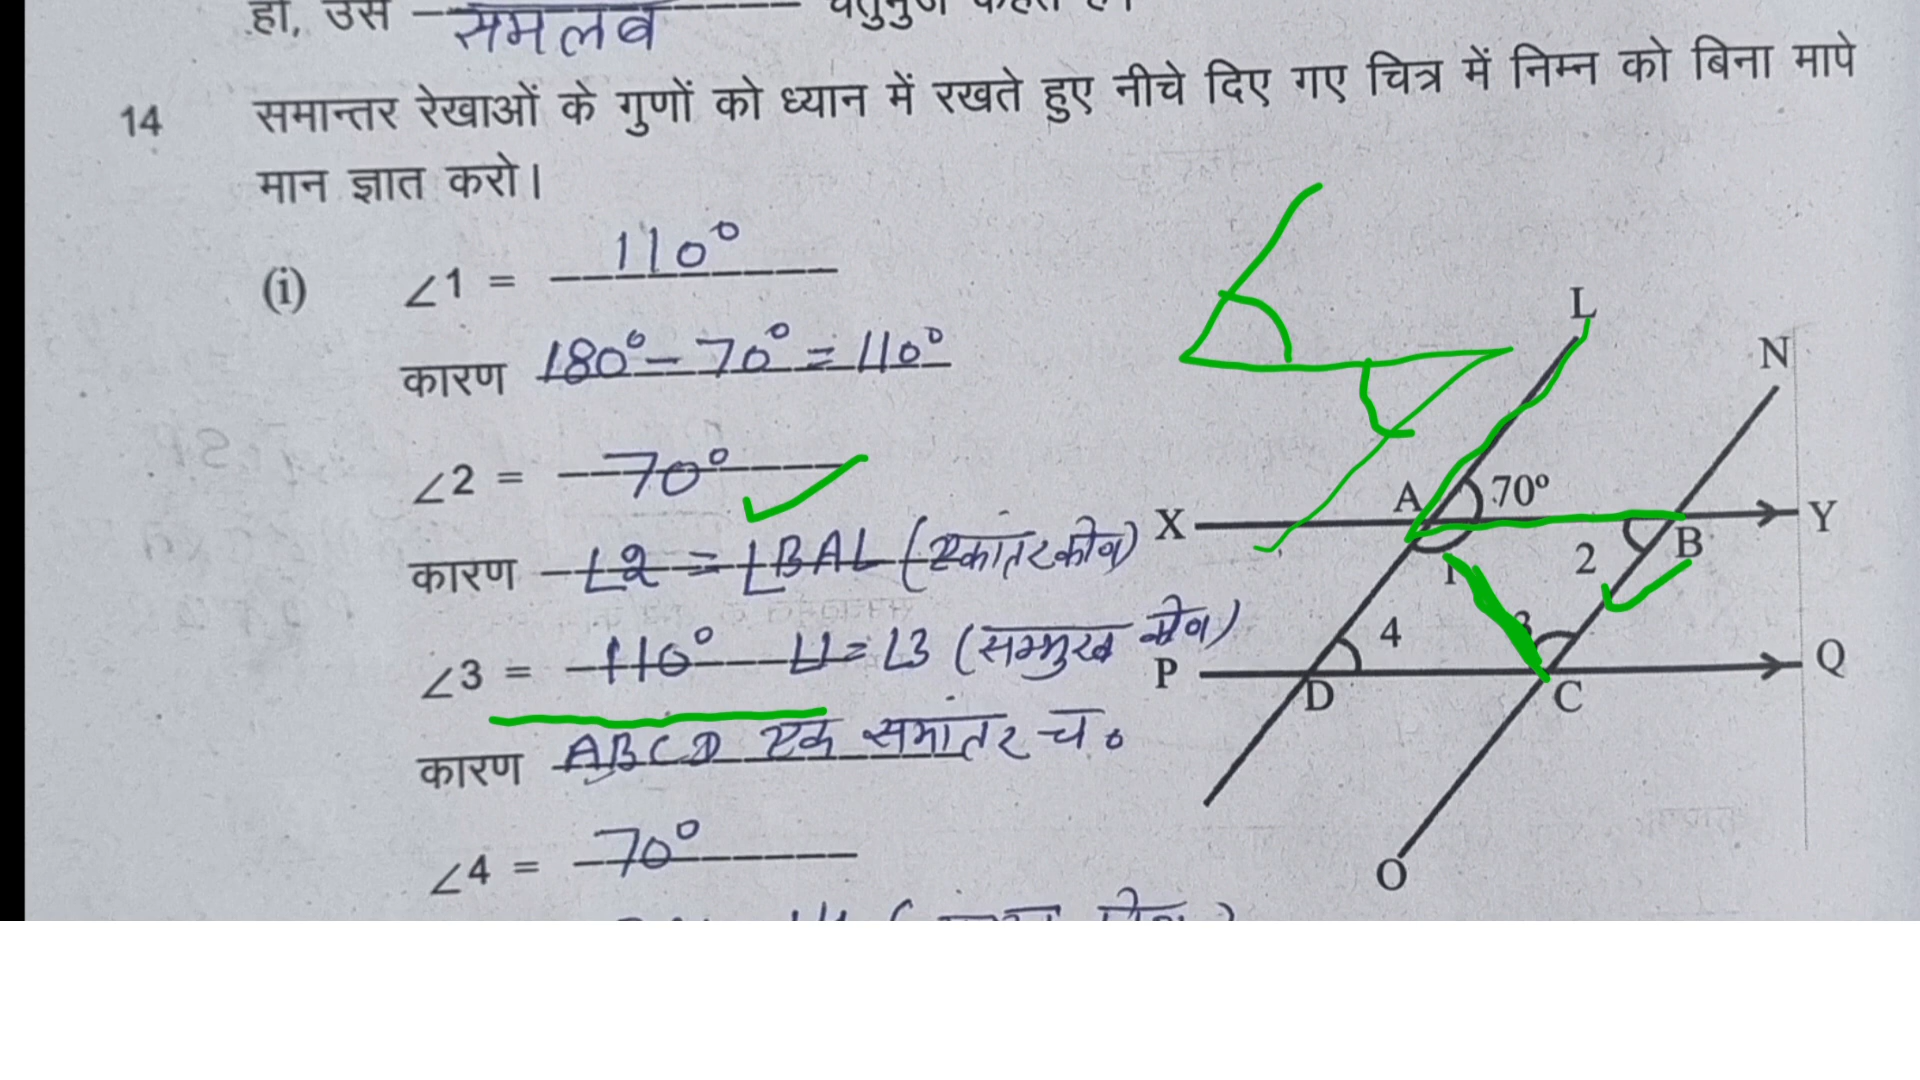 हो, उसे समलंब चतुर्भुज कहते हैं।
14 समान्तर रेखाओं के गुणों को ध्यान में रखते हुए नीचे दिए गए चित्र में निम्न को बिना मापे
मान ज्ञात करो।
(i) ∠1 = 110°
कारण 180° - 70° = 110°
∠2 = 70°
कारण ∠2 = ∠BAL (एकांतर कोण)
∠3 = 110° ∠1 = ∠3 (सम्मुख कोण)
कारण ABCD एक समांतर च०
∠4 = 70°
L
N
A 70°
X Y
1 2 B
3
4
P Q
D C
O